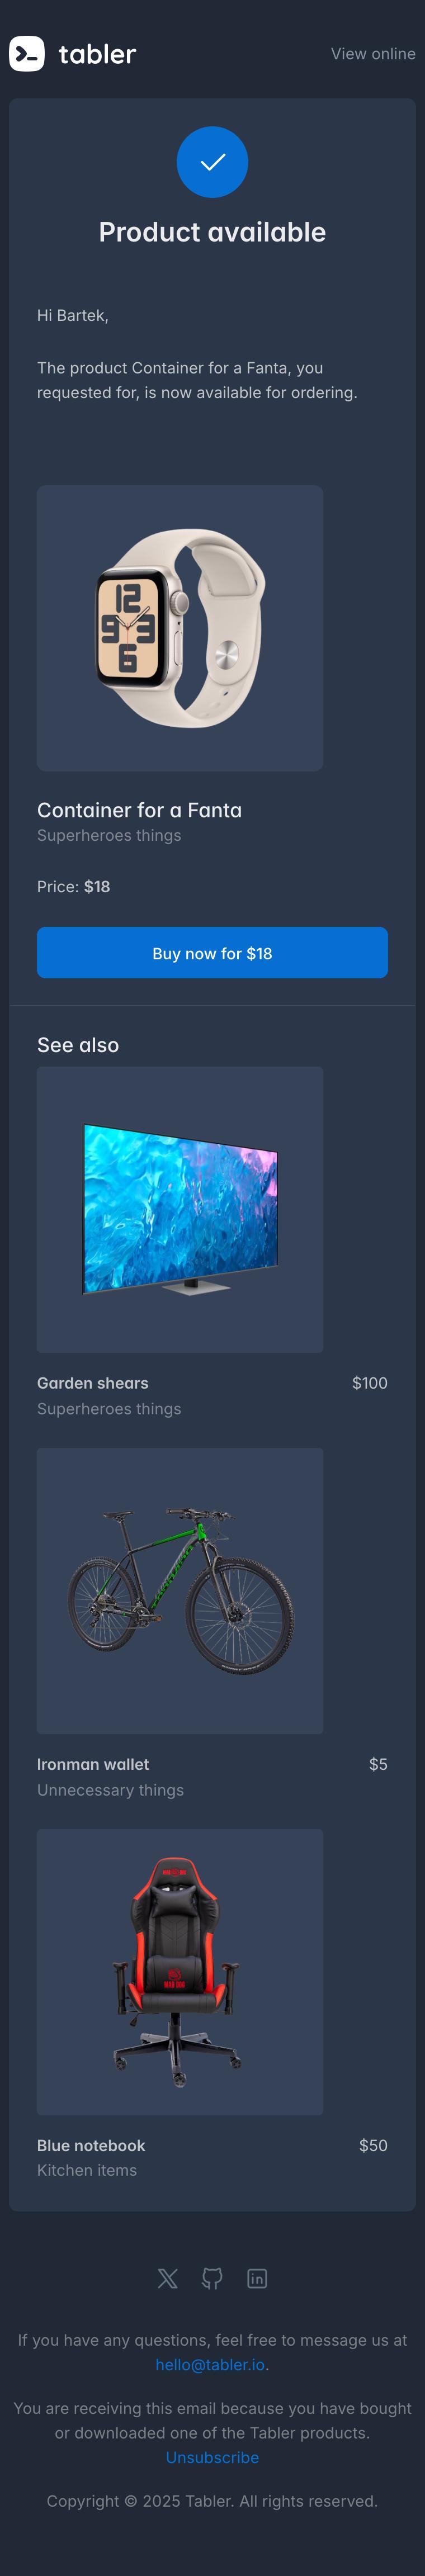 tabler
View online
Product available
Hi Bartek,
The product Container for a Fanta, you
requested for, is now available for ordering.
12
9 3
6
Container for a Fanta
Superheroes things
Price: $18
Buy now for $18
See also
Garden shears $100
Superheroes things
Ironman wallet $5
Unnecessary things
Blue notebook $50
Kitchen items
If you have any questions, feel free to message us at
hello@tabler.io.
You are receiving this email because you have bought
or downloaded one of the Tabler products.
Unsubscribe
Copyright © 2025 Tabler. All rights reserved.